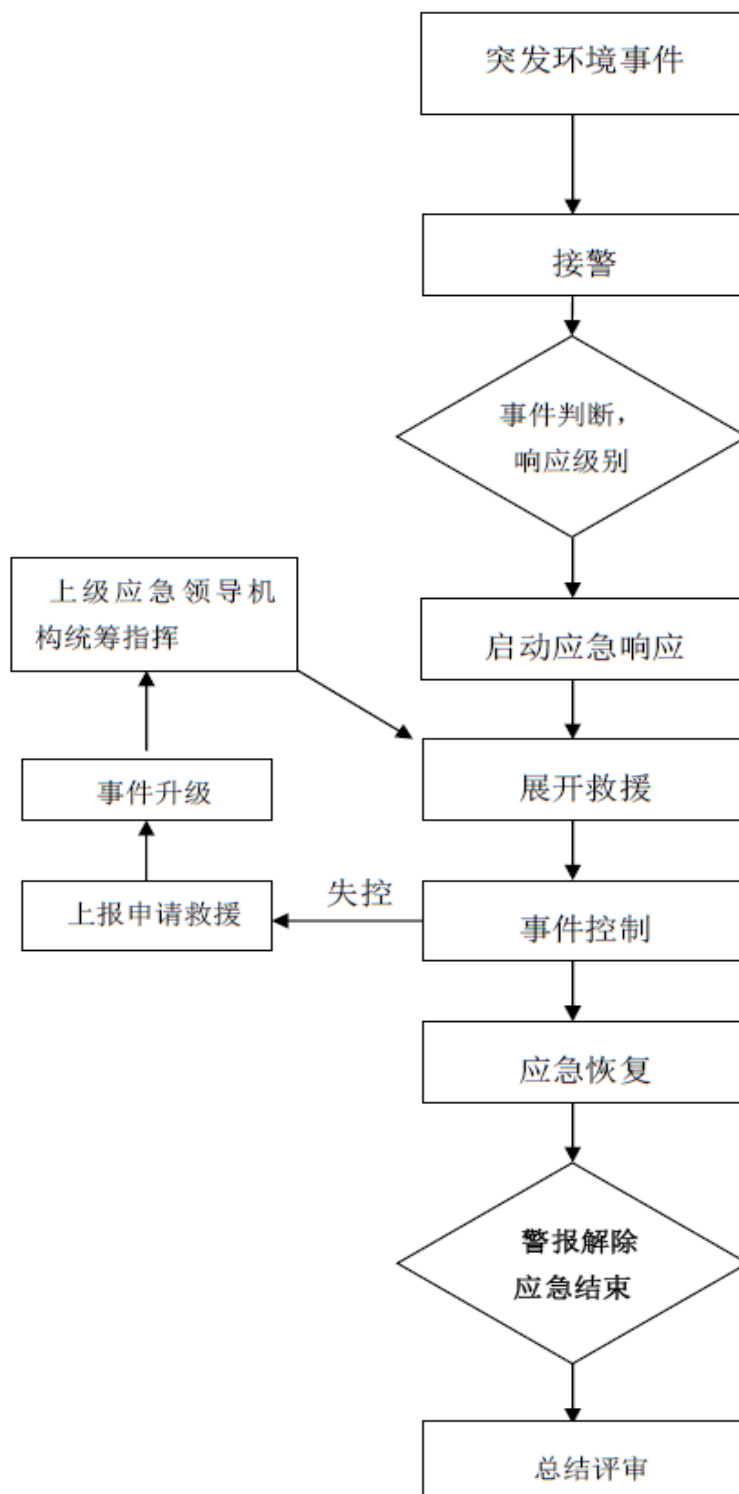 突发环境事件
接警
事件判断，
响应级别
上级应急领导机
构统筹指挥
启动应急响应
事件升级
展开救援
失控
上报申请救援
事件控制
应急恢复
警报解除
应急结束
总结评审